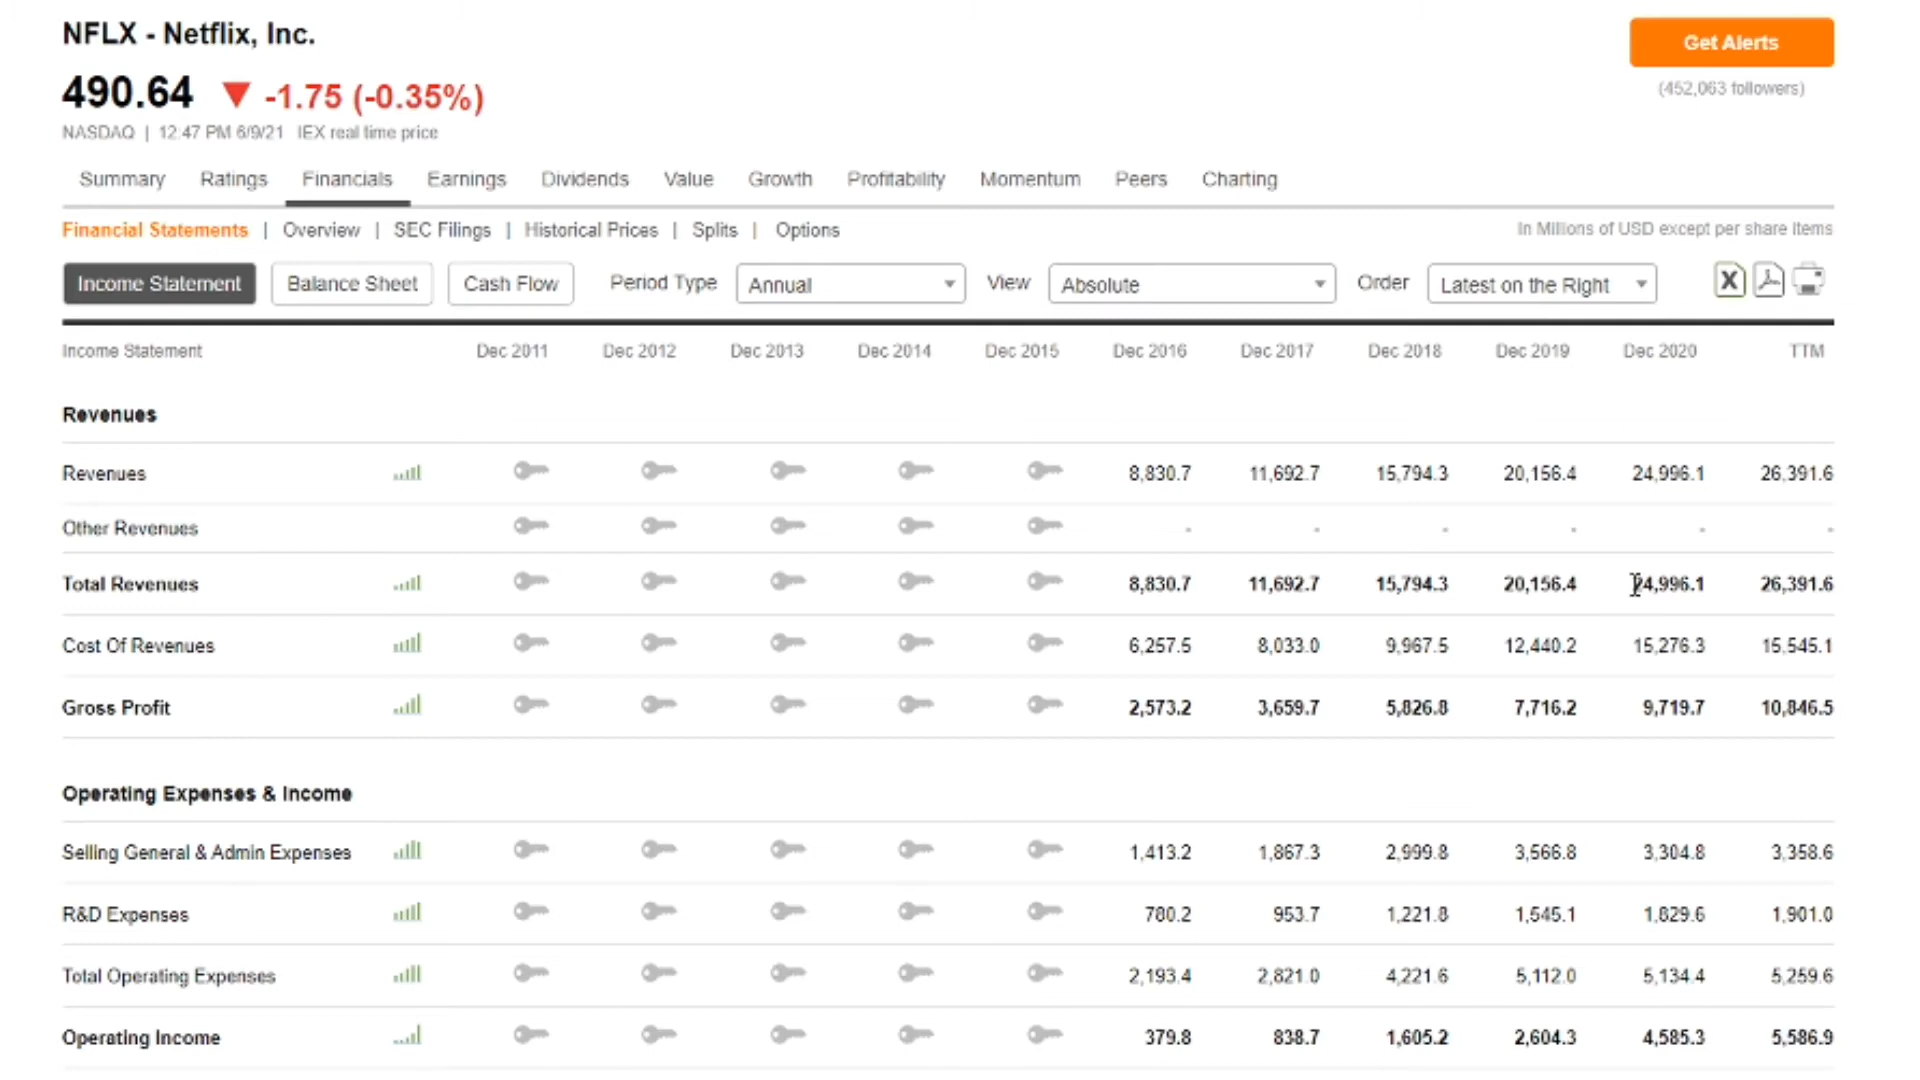 NFLX - Netflix, Inc.
Get Alerts
490.64 ▼ -1.75 (-0.35%)
(452,063 followers)
NASDAQ | 12:47 PM 6/9/21 IEX real time price
Summary Ratings Financials Earnings Dividends Value Growth Profitability Momentum Peers Charting
Financial Statements | Overview | SEC Filings | Historical Prices | Splits | Options In Millions of USD except per share items
Income Statement Balance Sheet Cash Flow Period Type Annual View Absolute Order Latest on the Right
Income Statement Dec 2011 Dec 2012 Dec 2013 Dec 2014 Dec 2015 Dec 2016 Dec 2017 Dec 2018 Dec 2019 Dec 2020 TTM
Revenues
Revenues 8,830.7 11,692.7 15,794.3 20,156.4 24,996.1 26,391.6
Other Revenues - - - - - -
Total Revenues 8,830.7 11,692.7 15,794.3 20,156.4 24,996.1 26,391.6
Cost Of Revenues 6,257.5 8,033.0 9,967.5 12,440.2 15,276.3 15,545.1
Gross Profit 2,573.2 3,659.7 5,826.8 7,716.2 9,719.7 10,846.5
Operating Expenses & Income
Selling General & Admin Expenses 1,413.2 1,867.3 2,999.8 3,566.8 3,304.8 3,358.6
R&D Expenses 780.2 953.7 1,221.8 1,545.1 1,829.6 1,901.0
Total Operating Expenses 2,193.4 2,821.0 4,221.6 5,112.0 5,134.4 5,259.6
Operating Income 379.8 838.7 1,605.2 2,604.3 4,585.3 5,586.9